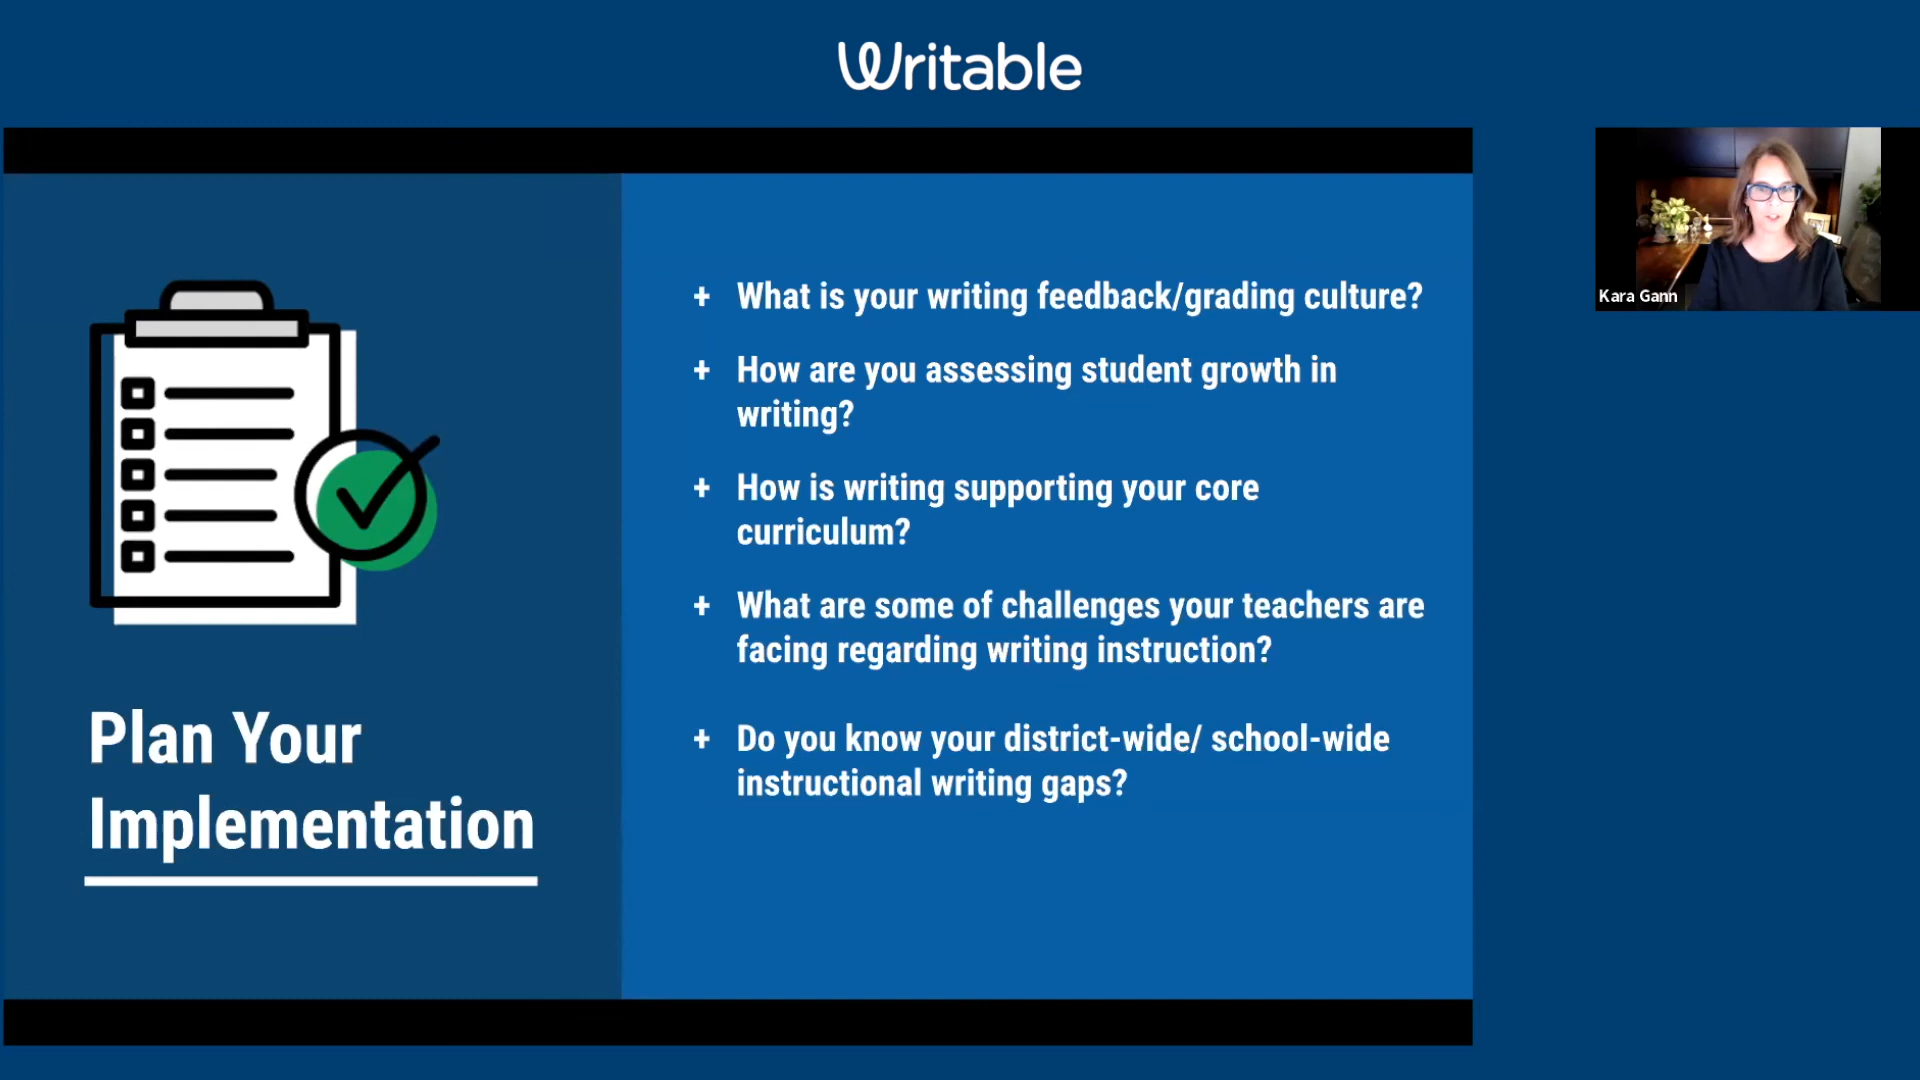 Writable
Kara Gann
+ What is your writing feedback/grading culture?
+ How are you assessing student growth in
writing?
+ How is writing supporting your core
curriculum?
+ What are some of challenges your teachers are
facing regarding writing instruction?
+ Do you know your district-wide/ school-wide
instructional writing gaps?
Plan Your
Implementation